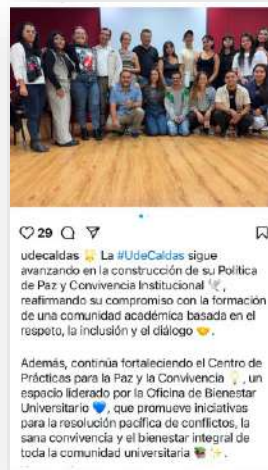 29
udecaldas La #UdeCaldas sigue
avanzando en la construcción de su Política
de Paz y Convivencia Institucional,
reafirmando su compromiso con la formación
de una comunidad académica basada en el
respeto, la inclusión y el diálogo.
Además, continúa fortaleciendo el Centro de
Prácticas para la Paz y la Convivencia, un
espacio liderado por la Oficina de Bienestar
Universitario, que promueve iniciativas
para la resolución pacífica de conflictos, la
sana convivencia y el bienestar integral de
toda la comunidad universitaria.